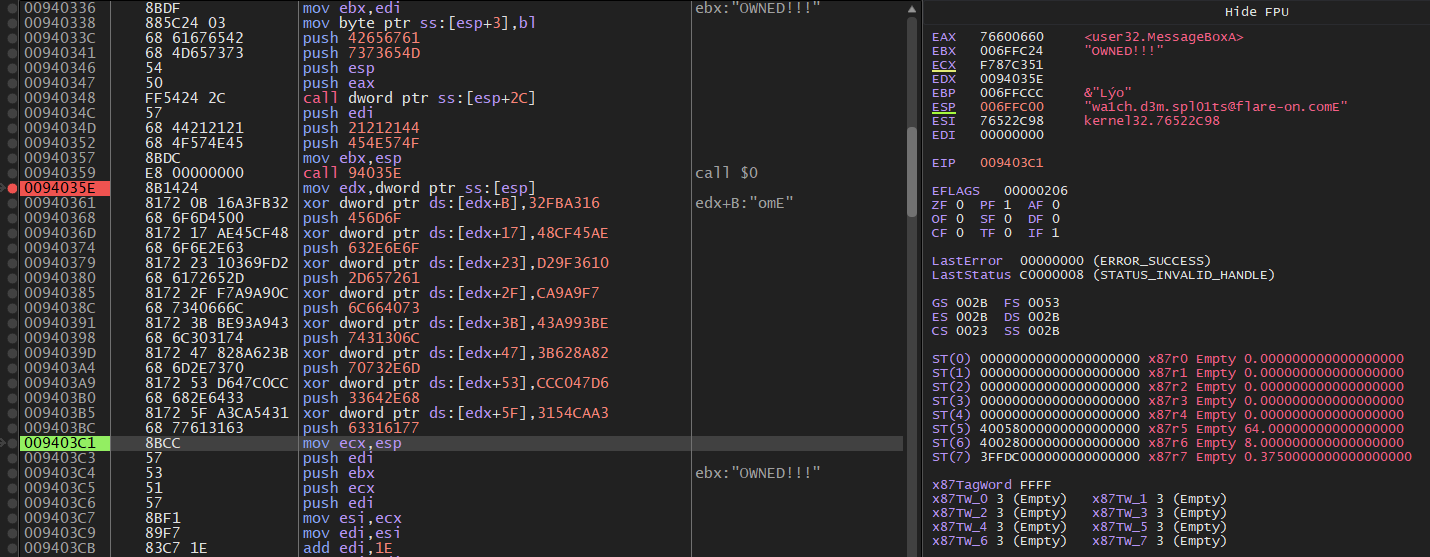 00940336 8BDF mov ebx,edi ebx:"OWNED!!!"
00940338 885C24 03 mov byte ptr ss:[esp+3],bl
0094033C 68 61676542 push 42656761
00940341 68 4D657373 push 7373654D
00940346 54 push esp
00940347 50 push eax
00940348 FF5424 2C call dword ptr ss:[esp+2C]
0094034C 57 push edi
0094034D 68 44212121 push 21212144
00940352 68 4F574E45 push 454E574F
00940357 8BDC mov ebx,esp
00940359 E8 00000000 call 94035E call $0
0094035E 8B1424 mov edx,dword ptr ss:[esp]
00940361 8172 0B 16A3FB32 xor dword ptr ds:[edx+B],32FBA316 edx+B:"omE"
00940368 68 6F6D4500 push 456D6F
0094036D 8172 17 AE45CF48 xor dword ptr ds:[edx+17],48CF45AE
00940374 68 6F6E2E63 push 632E6E6F
00940379 8172 23 10369FD2 xor dword ptr ds:[edx+23],D29F3610
00940380 68 6172652D push 2D657261
00940385 8172 2F F7A9A90C xor dword ptr ds:[edx+2F],CA9A9F7
0094038C 68 7340666C push 6C664073
00940391 8172 3B BE93A943 xor dword ptr ds:[edx+3B],43A993BE
00940398 68 6C303174 push 7431306C
0094039D 8172 47 828A623B xor dword ptr ds:[edx+47],3B628A82
009403A4 68 6D2E7370 push 70732E6D
009403A9 8172 53 D647C0CC xor dword ptr ds:[edx+53],CCC047D6
009403B0 68 682E6433 push 33642E68
009403B5 8172 5F A3CA5431 xor dword ptr ds:[edx+5F],3154CAA3
009403BC 68 77613163 push 63316177
009403C1 8BCC mov ecx,esp
009403C3 57 push edi
009403C4 53 push ebx ebx:"OWNED!!!"
009403C5 51 push ecx
009403C6 57 push edi
009403C7 8BF1 mov esi,ecx
009403C9 89F7 mov edi,esi
009403CB 83C7 1E add edi,1E
Hide FPU
EAX 76600660 <user32.MessageBoxA>
EBX 006FFC24 "OWNED!!!"
ECX F787C351
EDX 0094035E
EBP 006FFCCC &"Lýo"
ESP 006FFC00 "wa1ch.d3m.spl01ts@flare-on.comE"
ESI 76522C98 kernel32.76522C98
EDI 00000000
EIP 009403C1
EFLAGS 00000206
ZF 0 PF 1 AF 0
OF 0 SF 0 DF 0
CF 0 TF 0 IF 1
LastError 00000000 (ERROR_SUCCESS)
LastStatus C0000008 (STATUS_INVALID_HANDLE)
GS 002B FS 0053
ES 002B DS 002B
CS 0023 SS 002B
ST(0) 00000000000000000000 x87r0 Empty 0.000000000000000000
ST(1) 00000000000000000000 x87r1 Empty 0.000000000000000000
ST(2) 00000000000000000000 x87r2 Empty 0.000000000000000000
ST(3) 00000000000000000000 x87r3 Empty 0.000000000000000000
ST(4) 00000000000000000000 x87r4 Empty 0.000000000000000000
ST(5) 40058000000000000000 x87r5 Empty 64.00000000000000000
ST(6) 40028000000000000000 x87r6 Empty 8.000000000000000000
ST(7) 3FFDC000000000000000 x87r7 Empty 0.3750000000000000000
x87TagWord FFFF
x87TW_0 3 (Empty) x87TW_1 3 (Empty)
x87TW_2 3 (Empty) x87TW_3 3 (Empty)
x87TW_4 3 (Empty) x87TW_5 3 (Empty)
x87TW_6 3 (Empty) x87TW_7 3 (Empty)